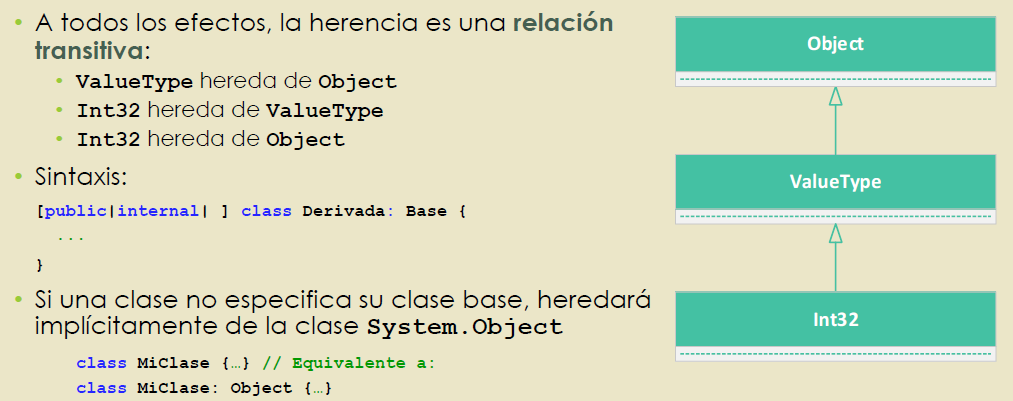 • A todos los efectos, la herencia es una relación
transitiva:
• ValueType hereda de Object
• Int32 hereda de ValueType
• Int32 hereda de Object
• Sintaxis:
[public|internal| ] class Derivada: Base {
...
}
• Si una clase no especifica su clase base, heredará
implícitamente de la clase System.Object
class MiClase {…} // Equivalente a:
class MiClase: Object {…}
Object
ValueType
Int32